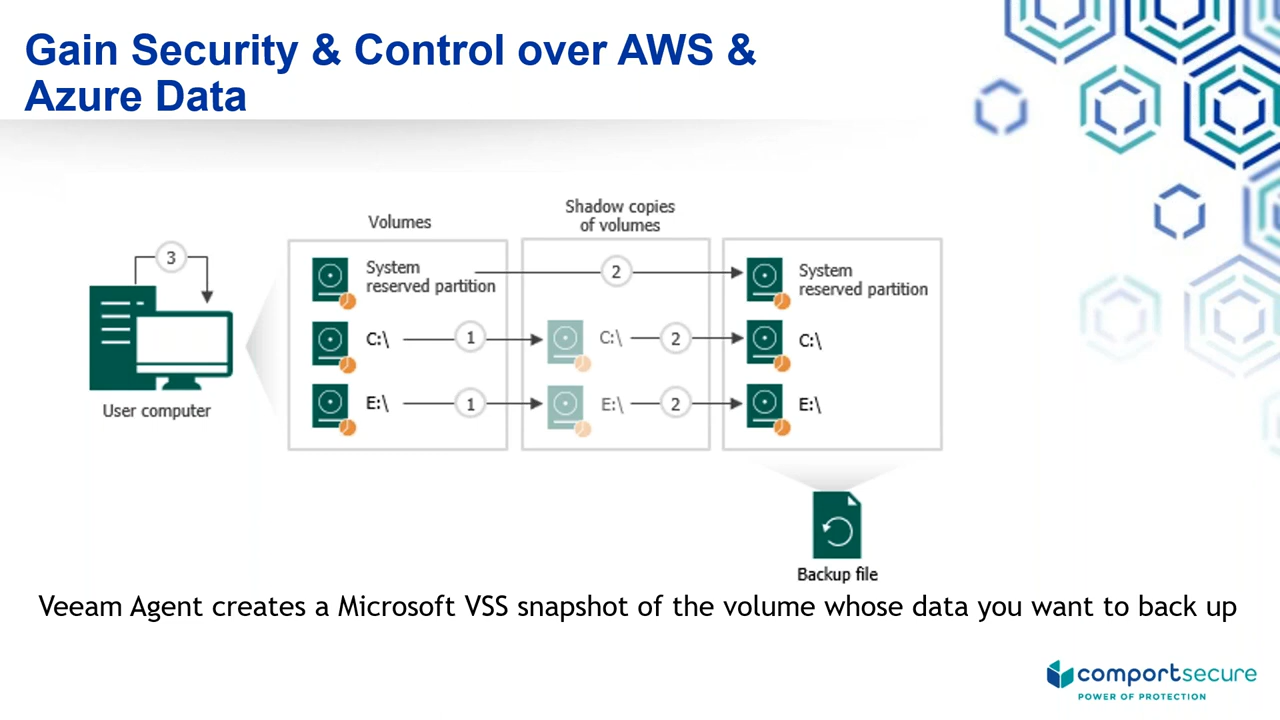 Gain Security & Control over AWS &
Azure Data
Volumes
Shadow copies
of volumes
3
System
reserved partition
2
System
reserved partition
C:\
1
C:\
2
C:\
E:\
1
E:\
2
E:\
User computer
Backup file
Veeam Agent creates a Microsoft VSS snapshot of the volume whose data you want to back up
comportsecure
POWER OF PROTECTION